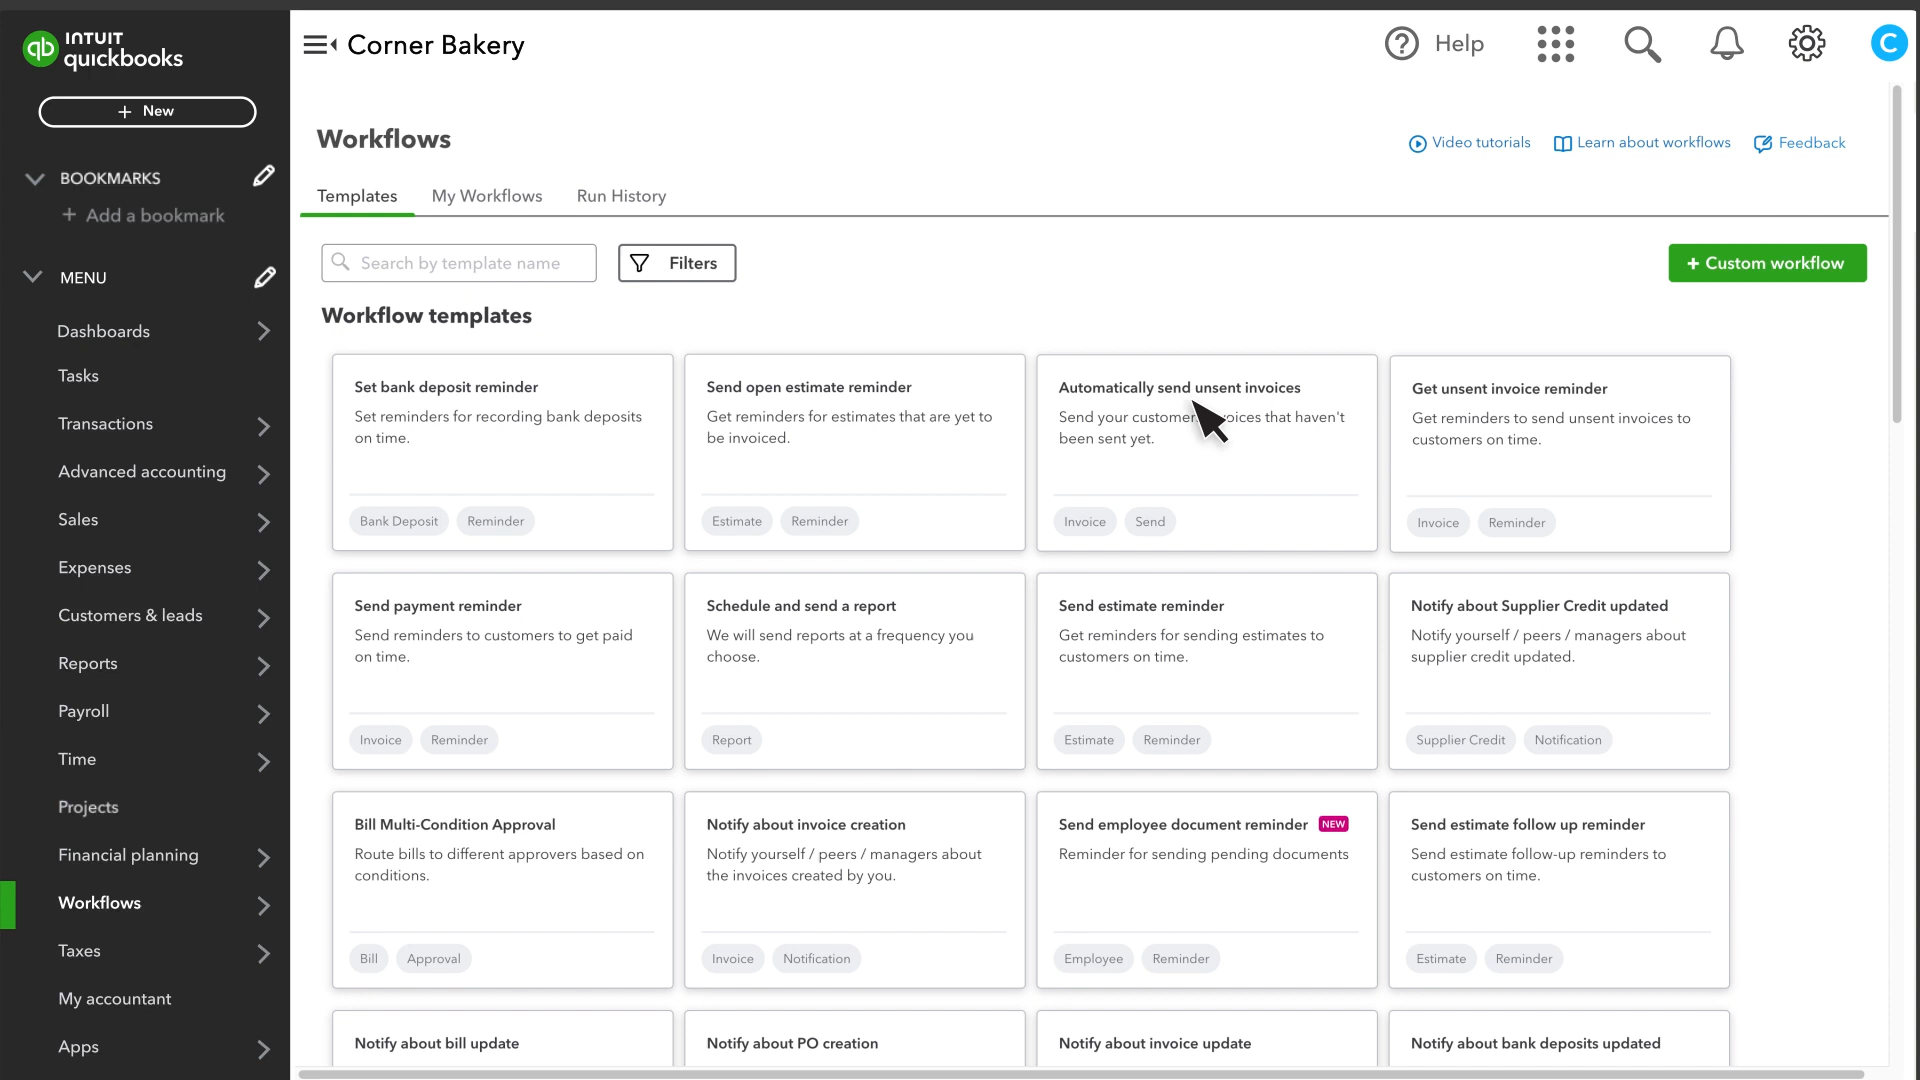 INTUIT
quickbooks
Corner Bakery
Help
C
+ New
BOOKMARKS
+ Add a bookmark
MENU
Dashboards
Tasks
Transactions
Advanced accounting
Sales
Expenses
Customers & leads
Reports
Payroll
Time
Projects
Financial planning
Workflows
Taxes
My accountant
Apps
Workflows
Video tutorials
Learn about workflows
Feedback
Templates
My Workflows
Run History
Search by template name
Filters
+ Custom workflow
Workflow templates
Set bank deposit reminder
Set reminders for recording bank deposits
on time.
Bank Deposit
Reminder
Send open estimate reminder
Get reminders for estimates that are yet to
be invoiced.
Estimate
Reminder
Automatically send unsent invoices
Send your customer oices that haven't
been sent yet.
Invoice
Send
Get unsent invoice reminder
Get reminders to send unsent invoices to
customers on time.
Invoice
Reminder
Send payment reminder
Send reminders to customers to get paid
on time.
Invoice
Reminder
Schedule and send a report
We will send reports at a frequency you
choose.
Report
Send estimate reminder
Get reminders for sending estimates to
customers on time.
Estimate
Reminder
Notify about Supplier Credit updated
Notify yourself / peers / managers about
supplier credit updated.
Supplier Credit
Notification
Bill Multi-Condition Approval
Route bills to different approvers based on
conditions.
Bill
Approval
Notify about invoice creation
Notify yourself / peers / managers about
the invoices created by you.
Invoice
Notification
Send employee document reminder NEW
Reminder for sending pending documents
Employee
Reminder
Send estimate follow up reminder
Send estimate follow-up reminders to
customers on time.
Estimate
Reminder
Notify about bill update
Notify about PO creation
Notify about invoice update
Notify about bank deposits updated